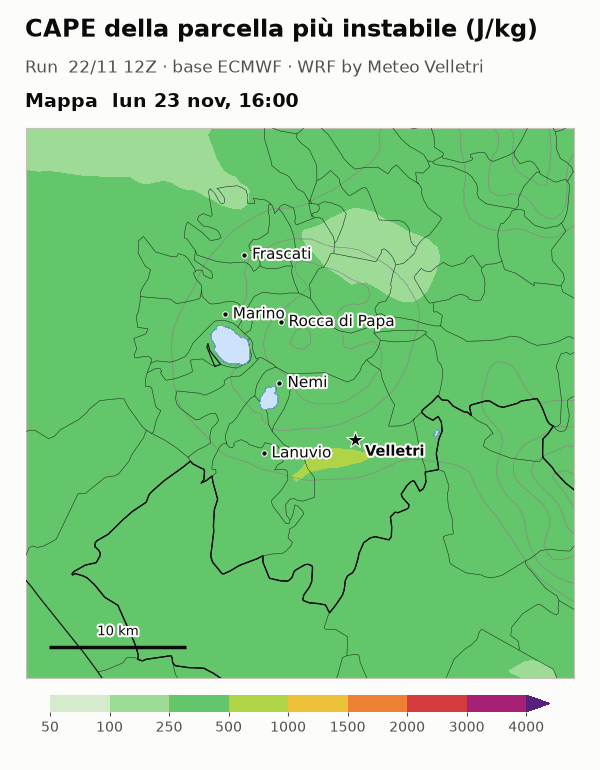 CAPE della parcella più instabile (J/kg)
Run 22/11 12Z · base ECMWF · WRF by Meteo Velletri
Mappa lun 23 nov, 16:00
Frascati
Marino
Rocca di Papa
Nemi
Lanuvio
Velletri
10 km
50 100 250 500 1000 1500 2000 3000 4000